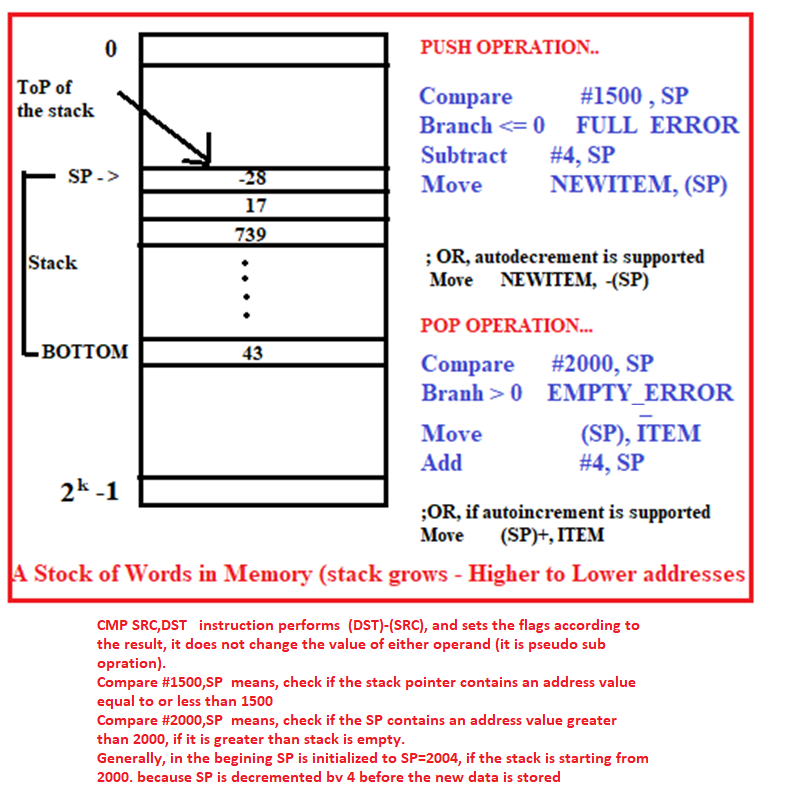 0
ToP of
the stack
SP ->
-28
17
739
Stack
BOTTOM
43
2ᵏ -1
PUSH OPERATION..
Compare #1500 , SP
Branch <= 0 FULL ERROR
Subtract #4, SP
Move NEWITEM, (SP)
; OR, autodecrement is supported
Move NEWITEM, -(SP)
POP OPERATION...
Compare #2000, SP
Branh > 0 EMPTY_ERROR
Move (SP), ITEM
Add #4, SP
;OR, if autoincrement is supported
Move (SP)+, ITEM
A Stock of Words in Memory (stack grows - Higher to Lower addresses
CMP SRC,DST instruction performs (DST)-(SRC), and sets the flags according to
the result, it does not change the value of either operand (it is pseudo sub
opration).
Compare #1500,SP means, check if the stack pointer contains an address value
equal to or less than 1500
Compare #2000,SP means, check if the SP contains an address value greater
than 2000, if it is greater than stack is empty.
Generally, in the begining SP is initialized to SP=2004, if the stack is starting from
2000. because SP is decremented by 4 before the new data is stored